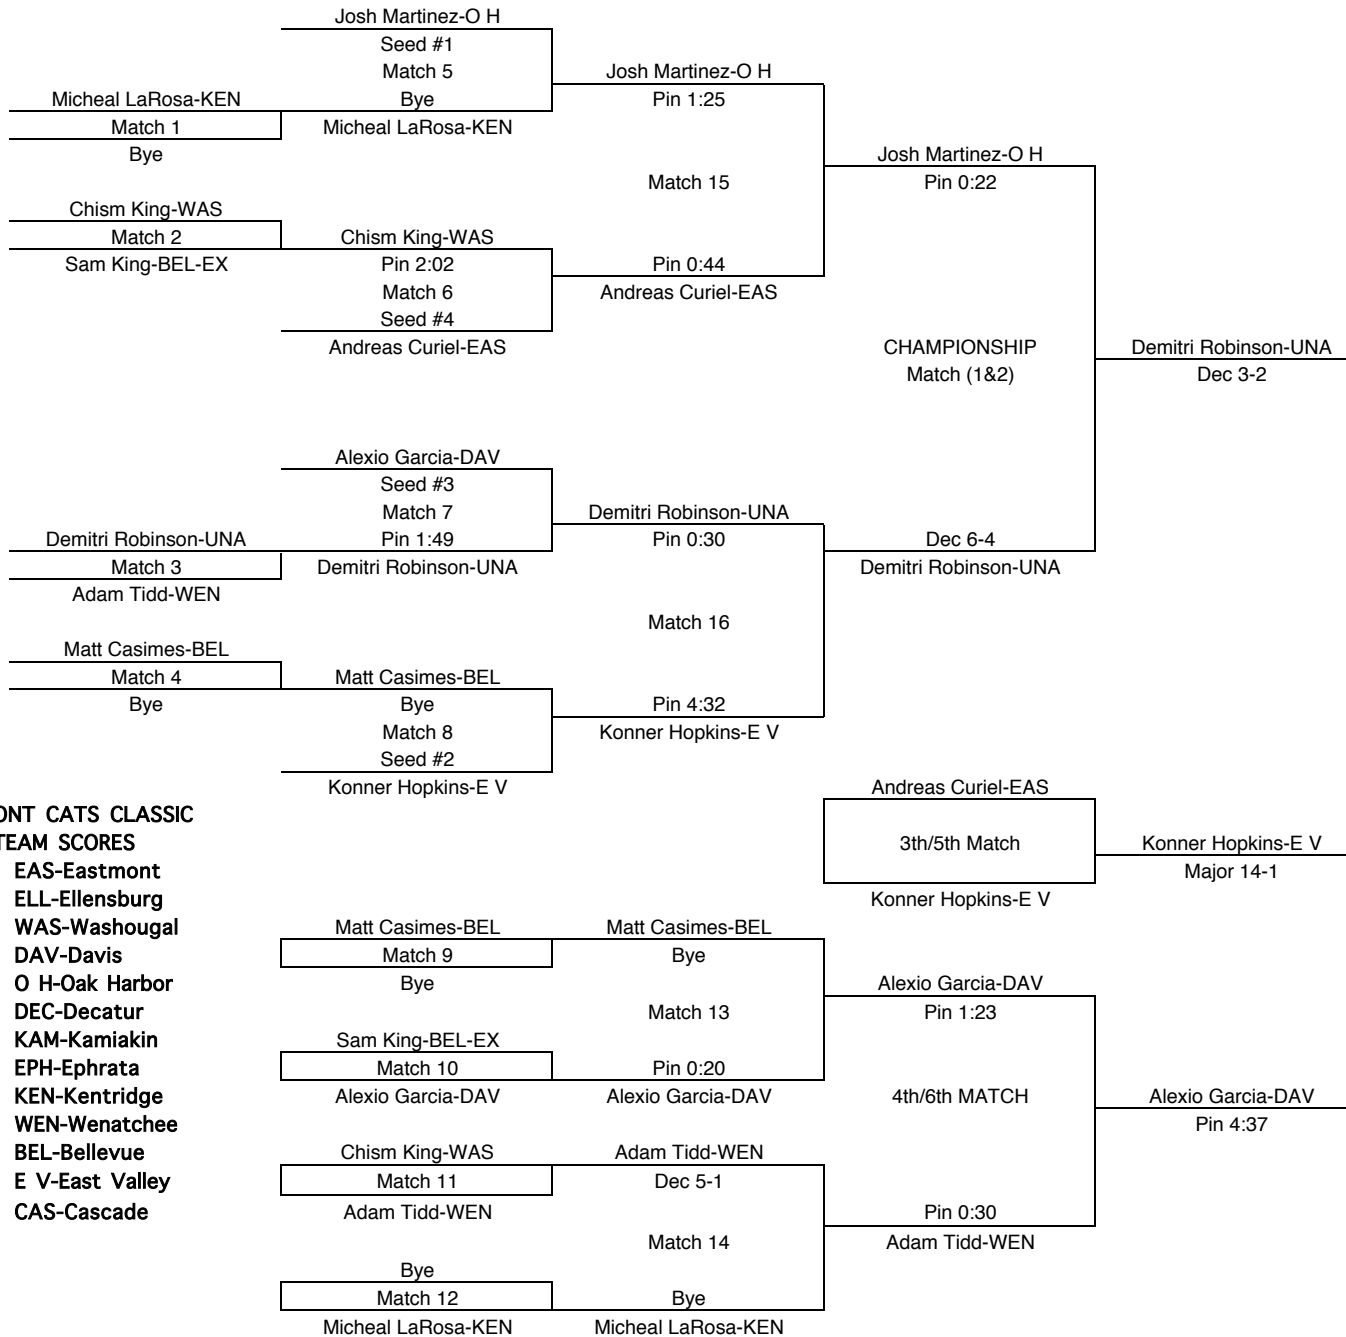 Josh Martinez-O H
Seed #1
Match 5
Josh Martinez-O H
Micheal LaRosa-KEN
Bye
Pin 1:25
Match 1
Micheal LaRosa-KEN
Bye
Josh Martinez-O H
Match 15
Pin 0:22
Chism King-WAS
Match 2
Chism King-WAS
Sam King-BEL-EX
Pin 2:02
Pin 0:44
Match 6
Andreas Curiel-EAS
Seed #4
Andreas Curiel-EAS
CHAMPIONSHIP
Demitri Robinson-UNA
Match (1&2)
Dec 3-2
Alexio Garcia-DAV
Seed #3
Match 7
Demitri Robinson-UNA
Demitri Robinson-UNA
Pin 1:49
Pin 0:30
Dec 6-4
Match 3
Demitri Robinson-UNA
Demitri Robinson-UNA
Adam Tidd-WEN
Match 16
Matt Casimes-BEL
Match 4
Matt Casimes-BEL
Bye
Bye
Pin 4:32
Match 8
Konner Hopkins-E V
Seed #2
Konner Hopkins-E V
Andreas Curiel-EAS
3th/5th Match
Konner Hopkins-E V
Major 14-1
Konner Hopkins-E V
ONT CATS CLASSIC
TEAM SCORES
EAS-Eastmont
ELL-Ellensburg
WAS-Washougal
DAV-Davis
O H-Oak Harbor
DEC-Decatur
KAM-Kamiakin
EPH-Ephrata
KEN-Kentridge
WEN-Wenatchee
BEL-Bellevue
E V-East Valley
CAS-Cascade
Matt Casimes-BEL
Matt Casimes-BEL
Match 9
Bye
Bye
Alexio Garcia-DAV
Match 13
Pin 1:23
Sam King-BEL-EX
Match 10
Pin 0:20
Alexio Garcia-DAV
Alexio Garcia-DAV
4th/6th MATCH
Alexio Garcia-DAV
Pin 4:37
Chism King-WAS
Adam Tidd-WEN
Match 11
Dec 5-1
Adam Tidd-WEN
Pin 0:30
Match 14
Adam Tidd-WEN
Bye
Match 12
Bye
Micheal LaRosa-KEN
Micheal LaRosa-KEN